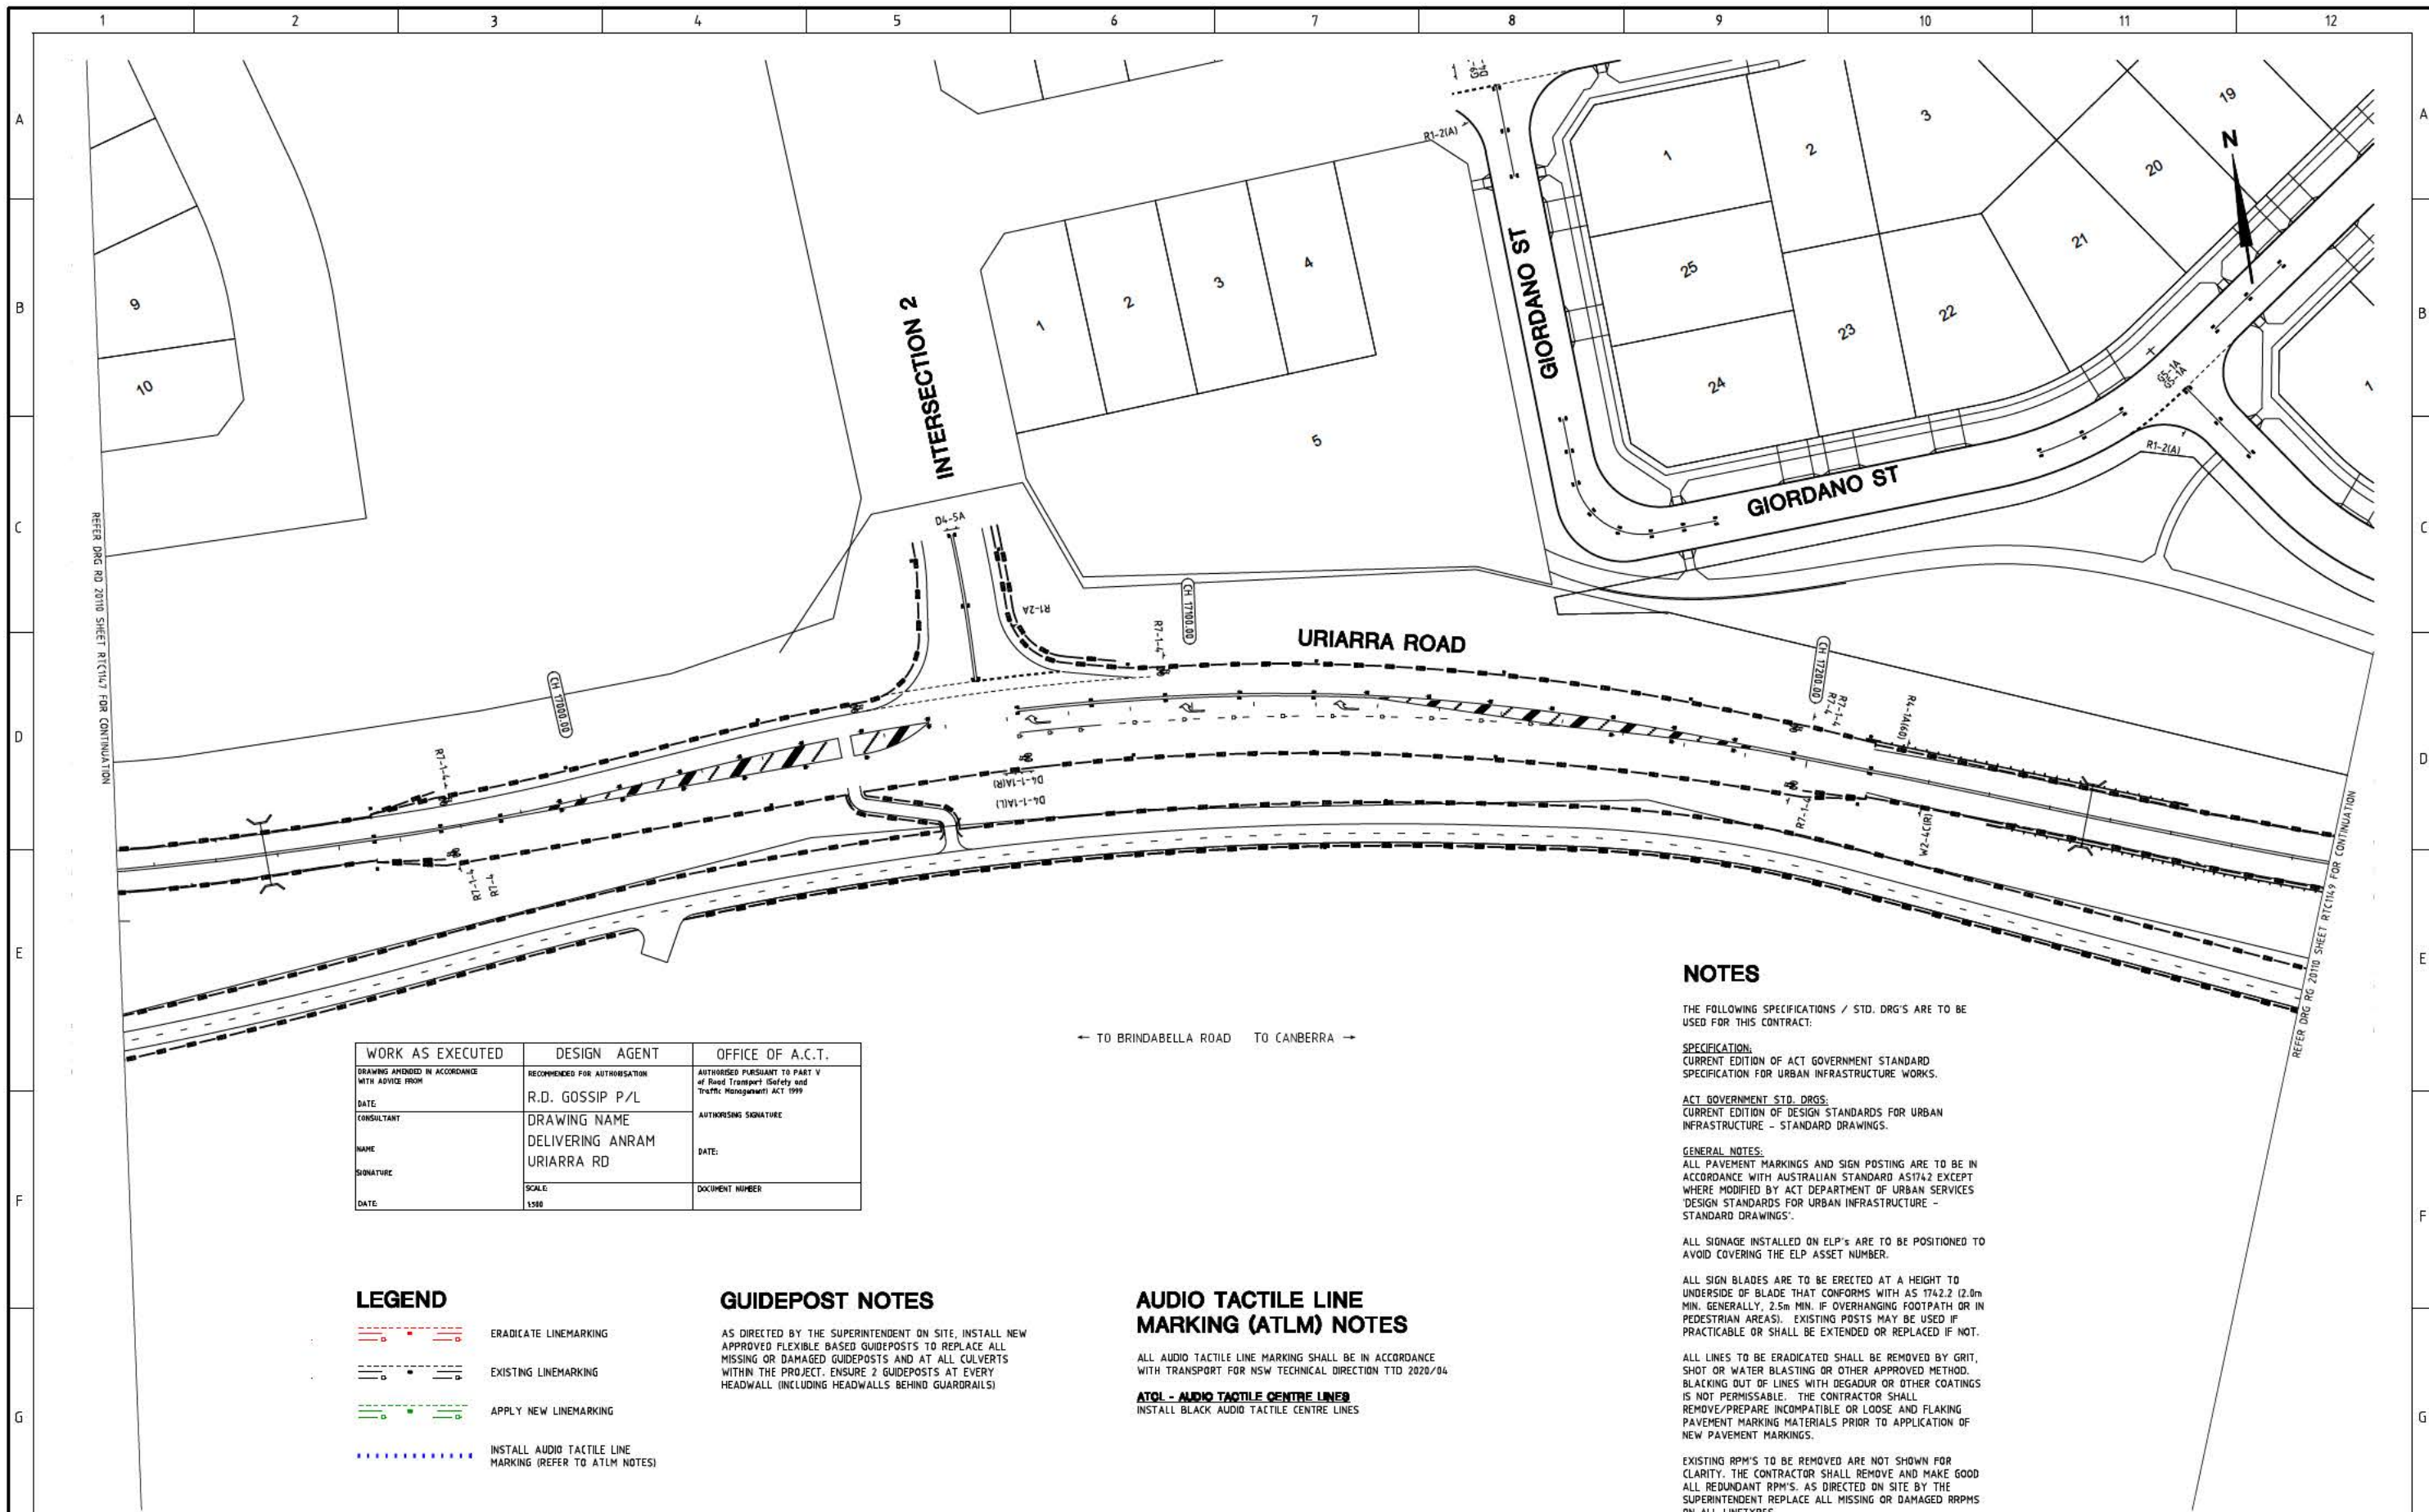 1 2 3 4 5 6 7 8 9 10 11 12
A
B
C
D
E
F
G
A
B
C
D
E
F
G
9
10
1
2
3
4
5
1
2
3
19
20
21
22
23
24
25
1
N
R1-2(A)
GIORDANO ST
GIORDANO ST
G5-1A
G5-1A
R1-2(A)
INTERSECTION 2
D4-5A
R1-2A
R7-1-4
CH 17100.00
URIARRA ROAD
CH 17200.00
R7-4
R7-1-4
R4-1A(60)
CH 17000.00
R7-1-4
D4-1-1A(R)
D4-1-1A(L)
R7-1-4
W2-4C(R)
R7-1-4
R7-4
REFER DRG RD 20110 SHEET RTC1147 FOR CONTINUATION
REFER DRG RG 20110 SHEET RTC1149 FOR CONTINUATION
← TO BRINDABELLA ROAD TO CANBERRA →
WORK AS EXECUTED
DRAWING AMENDED IN ACCORDANCE
WITH ADVICE FROM
DATE:
CONSULTANT
NAME
SIGNATURE
DATE:
DESIGN AGENT
RECOMMENDED FOR AUTHORISATION
R.D. GOSSIP P/L
DRAWING NAME
DELIVERING ANRAM
URIARRA RD
SCALE:
1:500
OFFICE OF A.C.T.
AUTHORISED PURSUANT TO PART V
of Road Transport (Safety and
Traffic Management) ACT 1999
AUTHORISING SIGNATURE
DATE:
DOCUMENT NUMBER
LEGEND
ERADICATE LINEMARKING
EXISTING LINEMARKING
APPLY NEW LINEMARKING
INSTALL AUDIO TACTILE LINE
MARKING (REFER TO ATLM NOTES)
GUIDEPOST NOTES
AS DIRECTED BY THE SUPERINTENDENT ON SITE, INSTALL NEW
APPROVED FLEXIBLE BASED GUIDEPOSTS TO REPLACE ALL
MISSING OR DAMAGED GUIDEPOSTS AND AT ALL CULVERTS
WITHIN THE PROJECT. ENSURE 2 GUIDEPOSTS AT EVERY
HEADWALL (INCLUDING HEADWALLS BEHIND GUARDRAILS)
AUDIO TACTILE LINE
MARKING (ATLM) NOTES
ALL AUDIO TACTILE LINE MARKING SHALL BE IN ACCORDANCE
WITH TRANSPORT FOR NSW TECHNICAL DIRECTION TTD 2020/04
ATCL - AUDIO TACTILE CENTRE LINES
INSTALL BLACK AUDIO TACTILE CENTRE LINES
NOTES
THE FOLLOWING SPECIFICATIONS / STD. DRG'S ARE TO BE
USED FOR THIS CONTRACT:
SPECIFICATION:
CURRENT EDITION OF ACT GOVERNMENT STANDARD
SPECIFICATION FOR URBAN INFRASTRUCTURE WORKS.
ACT GOVERNMENT STD. DRGS:
CURRENT EDITION OF DESIGN STANDARDS FOR URBAN
INFRASTRUCTURE - STANDARD DRAWINGS.
GENERAL NOTES:
ALL PAVEMENT MARKINGS AND SIGN POSTING ARE TO BE IN
ACCORDANCE WITH AUSTRALIAN STANDARD AS1742 EXCEPT
WHERE MODIFIED BY ACT DEPARTMENT OF URBAN SERVICES
'DESIGN STANDARDS FOR URBAN INFRASTRUCTURE -
STANDARD DRAWINGS'.
ALL SIGNAGE INSTALLED ON ELP's ARE TO BE POSITIONED TO
AVOID COVERING THE ELP ASSET NUMBER.
ALL SIGN BLADES ARE TO BE ERECTED AT A HEIGHT TO
UNDERSIDE OF BLADE THAT CONFORMS WITH AS 1742.2 (2.0m
MIN. GENERALLY, 2.5m MIN. IF OVERHANGING FOOTPATH OR IN
PEDESTRIAN AREAS). EXISTING POSTS MAY BE USED IF
PRACTICABLE OR SHALL BE EXTENDED OR REPLACED IF NOT.
ALL LINES TO BE ERADICATED SHALL BE REMOVED BY GRIT,
SHOT OR WATER BLASTING OR OTHER APPROVED METHOD.
BLACKING OUT OF LINES WITH DEGADUR OR OTHER COATINGS
IS NOT PERMISSABLE. THE CONTRACTOR SHALL
REMOVE/PREPARE INCOMPATIBLE OR LOOSE AND FLAKING
PAVEMENT MARKING MATERIALS PRIOR TO APPLICATION OF
NEW PAVEMENT MARKINGS.
EXISTING RPM'S TO BE REMOVED ARE NOT SHOWN FOR
CLARITY. THE CONTRACTOR SHALL REMOVE AND MAKE GOOD
ALL REDUNDANT RPM'S. AS DIRECTED ON SITE BY THE
SUPERINTENDENT REPLACE ALL MISSING OR DAMAGED RRPMS
ON ALL LINETYPES